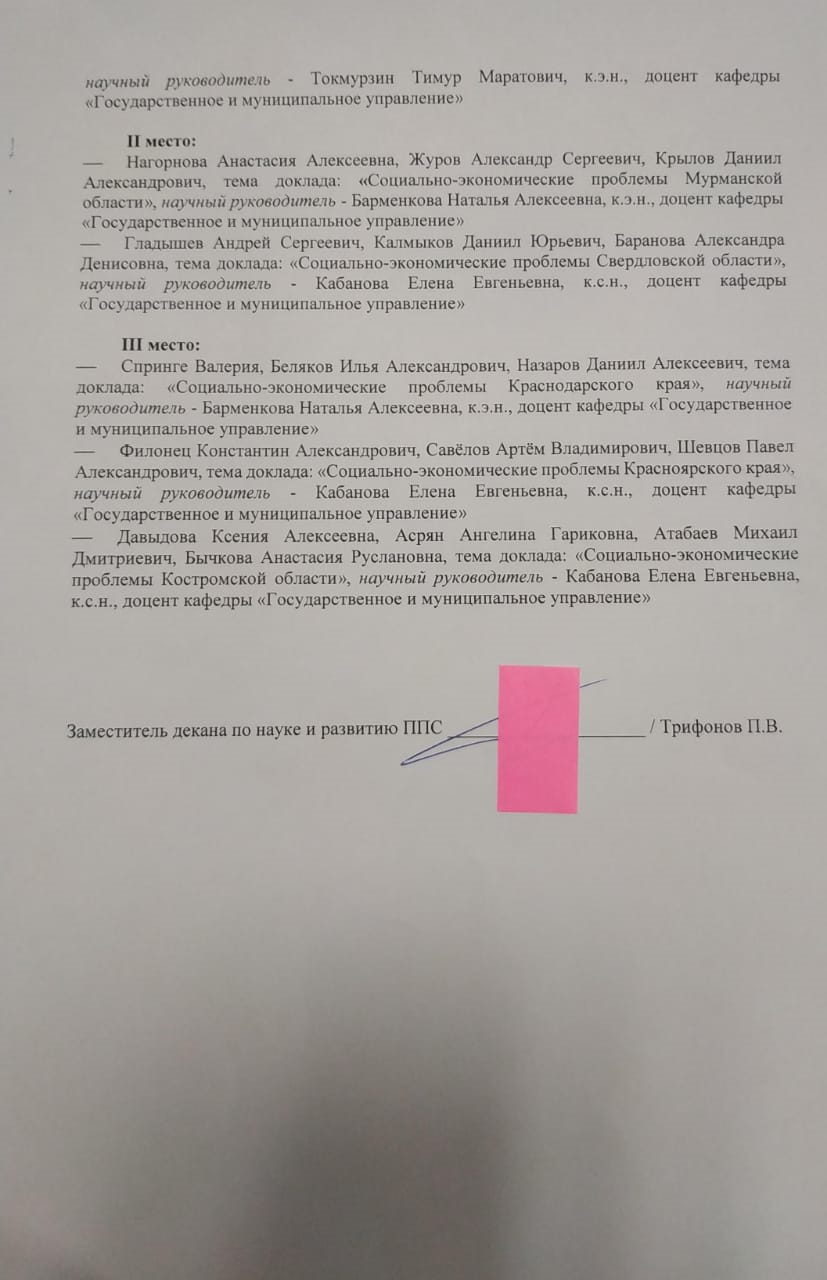 научный руководитель - Токмурзин Тимур Маратович, к.э.н., доцент кафедры
«Государственное и муниципальное управление»
II место:
— Нагорнова Анастасия Алексеевна, Журов Александр Сергеевич, Крылов Даниил
Александрович, тема доклада: «Социально-экономические проблемы Мурманской
области», научный руководитель - Барменкова Наталья Алексеевна, к.э.н., доцент кафедры
«Государственное и муниципальное управление»
— Гладышев Андрей Сергеевич, Калмыков Даниил Юрьевич, Баранова Александра
Денисовна, тема доклада: «Социально-экономические проблемы Свердловской области»,
научный руководитель - Кабанова Елена Евгеньевна, к.с.н., доцент кафедры
«Государственное и муниципальное управление»
III место:
— Спринге Валерия, Беляков Илья Александрович, Назаров Даниил Алексеевич, тема
доклада: «Социально-экономические проблемы Краснодарского края», научный
руководитель - Барменкова Наталья Алексеевна, к.э.н., доцент кафедры «Государственное
и муниципальное управление»
— Филонец Константин Александрович, Савёлов Артём Владимирович, Шевцов Павел
Александрович, тема доклада: «Социально-экономические проблемы Красноярского края»,
научный руководитель - Кабанова Елена Евгеньевна, к.с.н., доцент кафедры
«Государственное и муниципальное управление»
— Давыдова Ксения Алексеевна, Асрян Ангелина Гариковна, Атабаев Михаил
Дмитриевич, Бычкова Анастасия Руслановна, тема доклада: «Социально-экономические
проблемы Костромской области», научный руководитель - Кабанова Елена Евгеньевна,
к.с.н., доцент кафедры «Государственное и муниципальное управление»
Заместитель декана по науке и развитию ППС / Трифонов П.В.